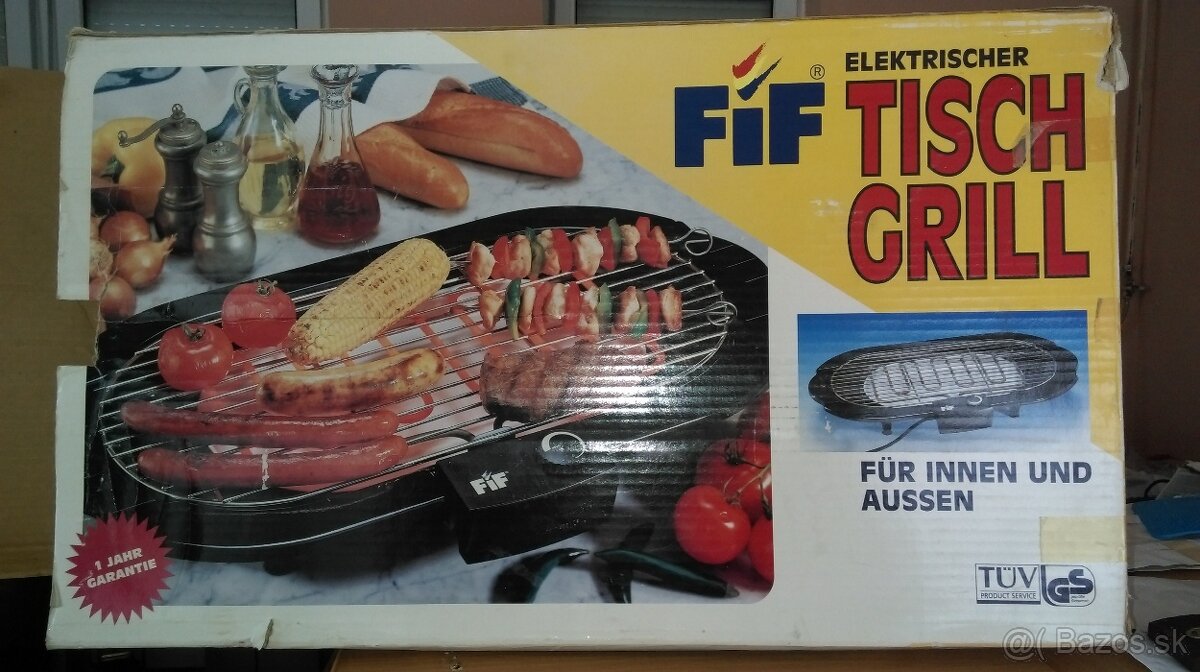 FiF®
ELEKTRISCHER
TISCH
GRILL
FiF
FÜR INNEN UND
AUSSEN
1 JAHR
GARANTIE
TÜV
PRODUCT SERVICE
GS
@( Bazos.sk